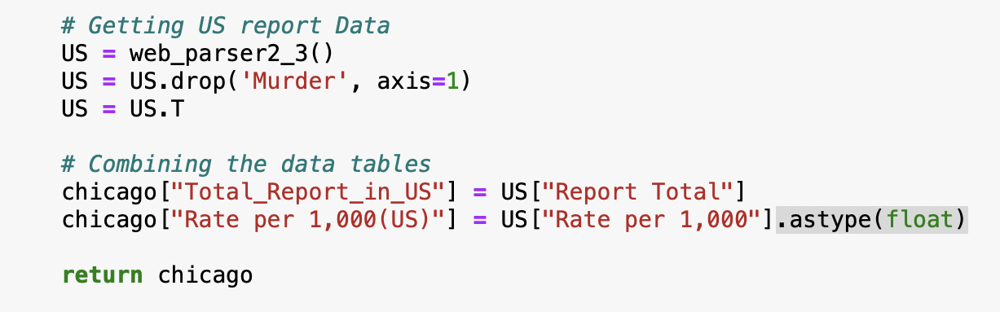 # Getting US report Data
US = web_parser2_3()
US = US.drop('Murder', axis=1)
US = US.T
# Combining the data tables
chicago["Total_Report_in_US"] = US["Report Total"]
chicago["Rate per 1,000(US)"] = US["Rate per 1,000"].astype(float)
return chicago